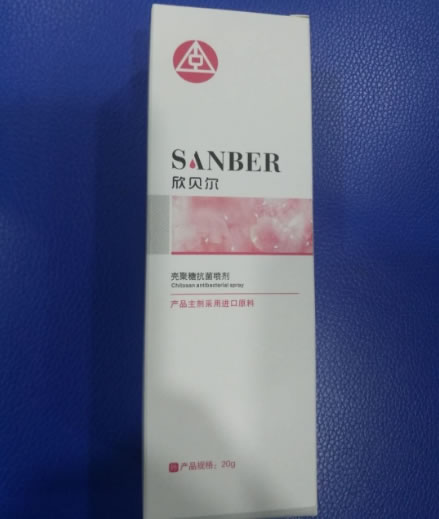 SANBER
欣贝尔
壳聚糖抗菌喷剂
Chitosan antibacterial spray
产品主剂采用进口原料
产品规格：20g